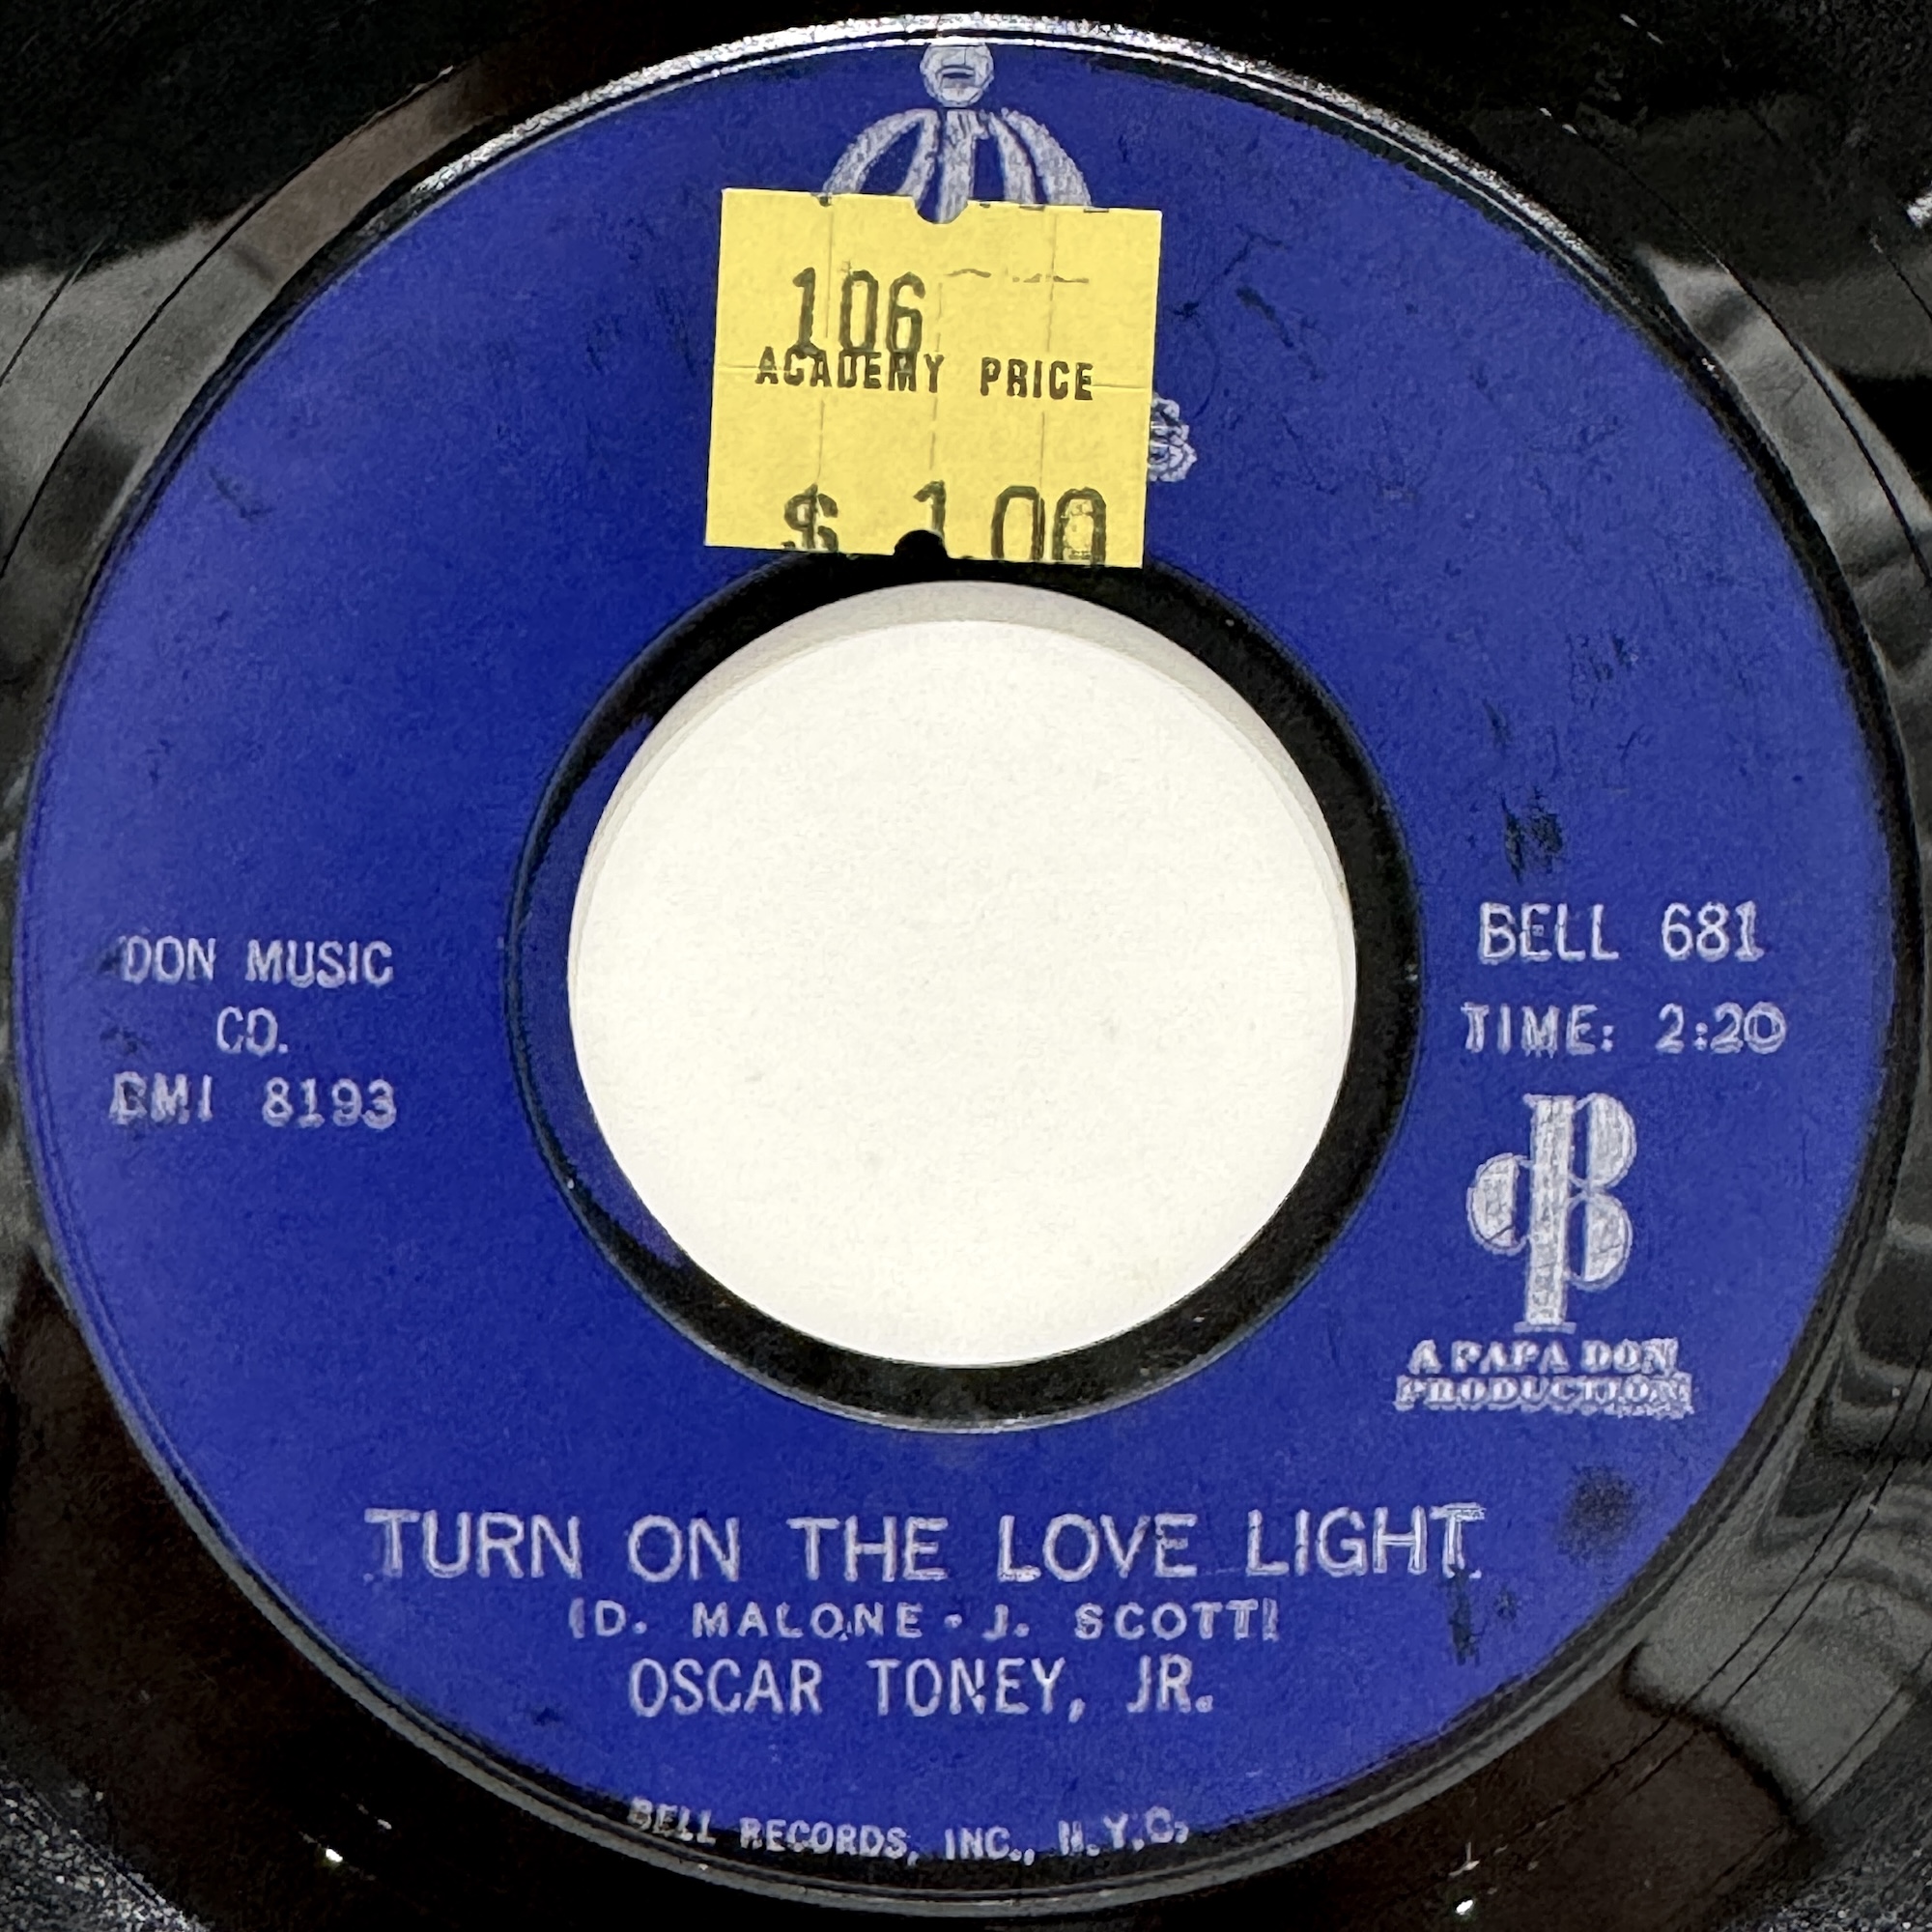 106
ACADEMY PRICE
$ 1.00
DON MUSIC
CO.
BMI 8193
BELL 681
TIME: 2:20
A PAPA DON
PRODUCTION
TURN ON THE LOVE LIGHT
(D. MALONE - J. SCOTT)
OSCAR TONEY, JR.
BELL RECORDS, INC., N.Y.C.